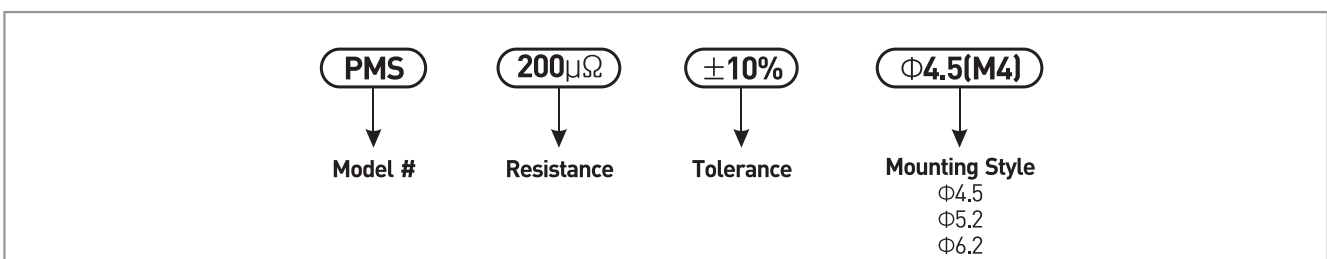 PMS 200μΩ ±10% Φ4.5(M4)
Model # Resistance Tolerance Mounting Style
Φ4.5
Φ5.2
Φ6.2